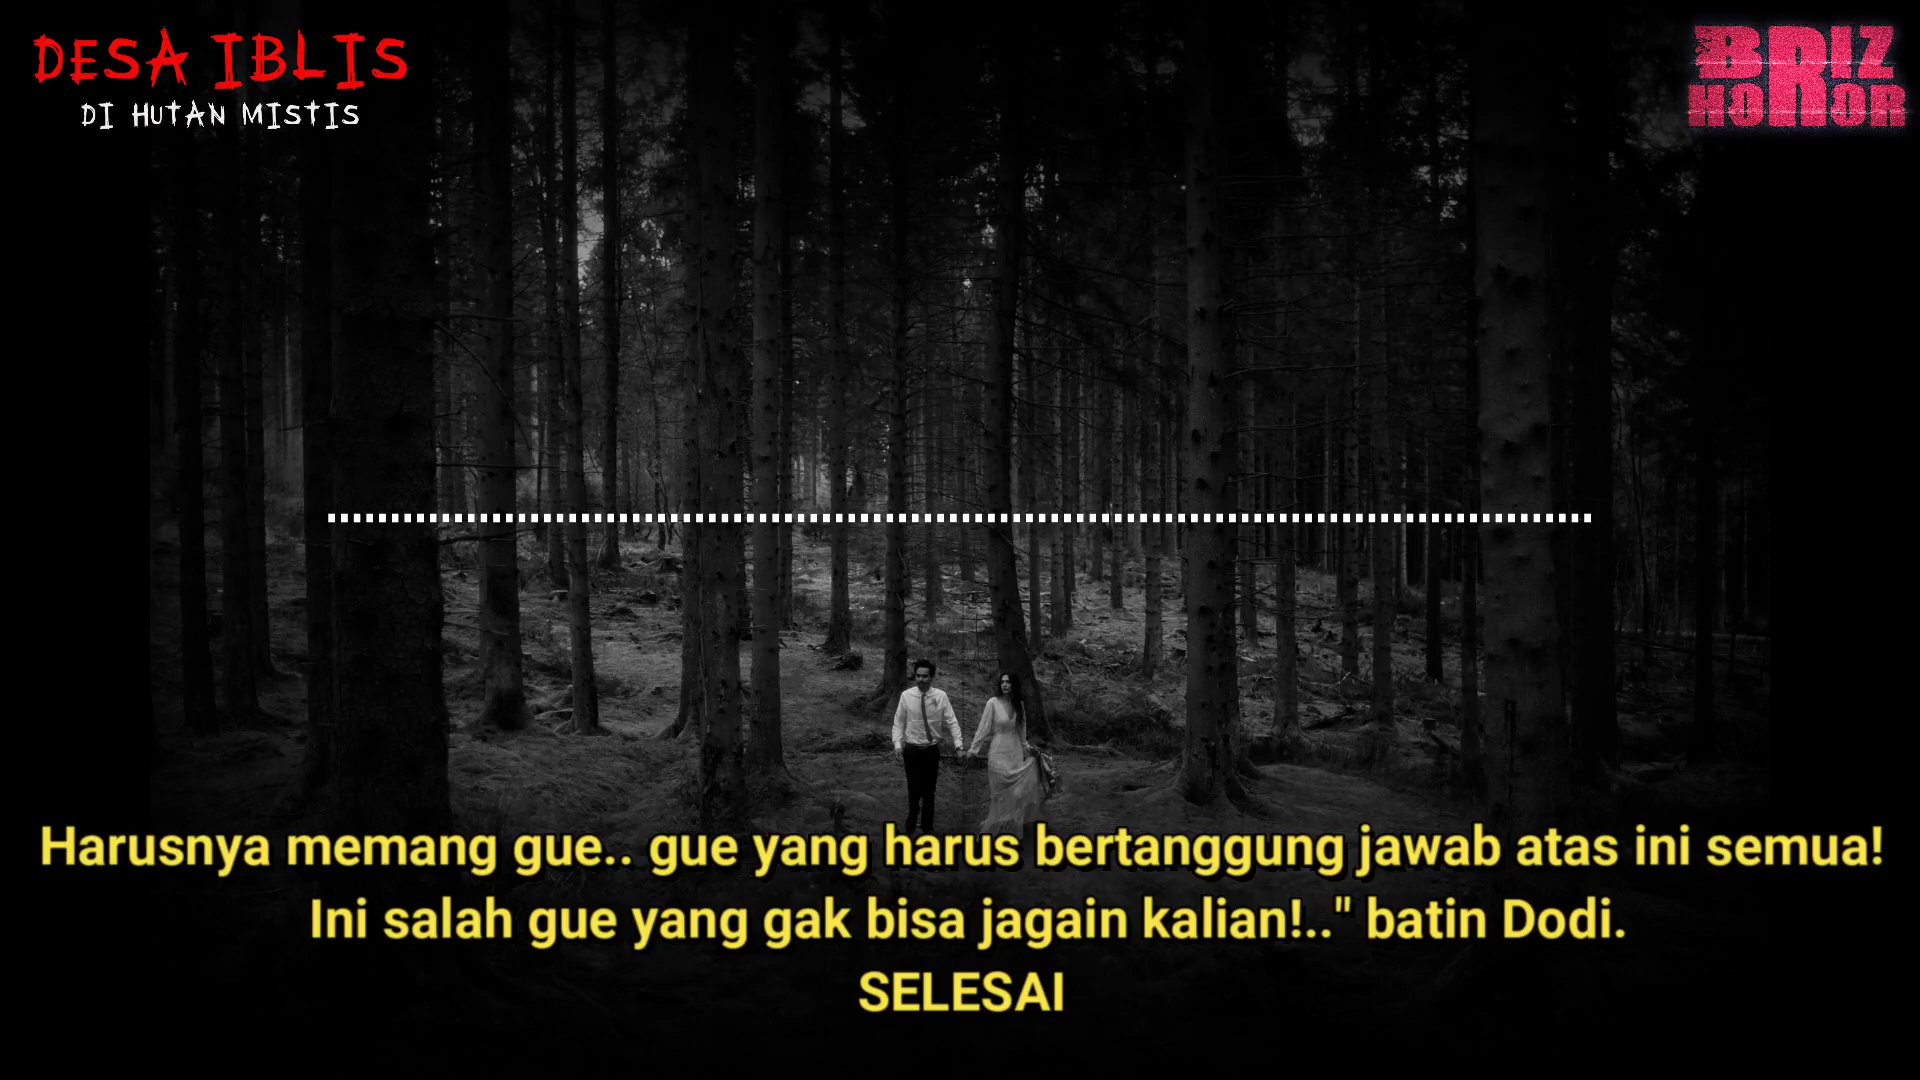 DESA IBLIS
DI HUTAN MISTIS
BRIZ
HOROR
Harusnya memang gue.. gue yang harus bertanggung jawab atas ini semua!
Ini salah gue yang gak bisa jagain kalian!.." batin Dodi.
SELESAI